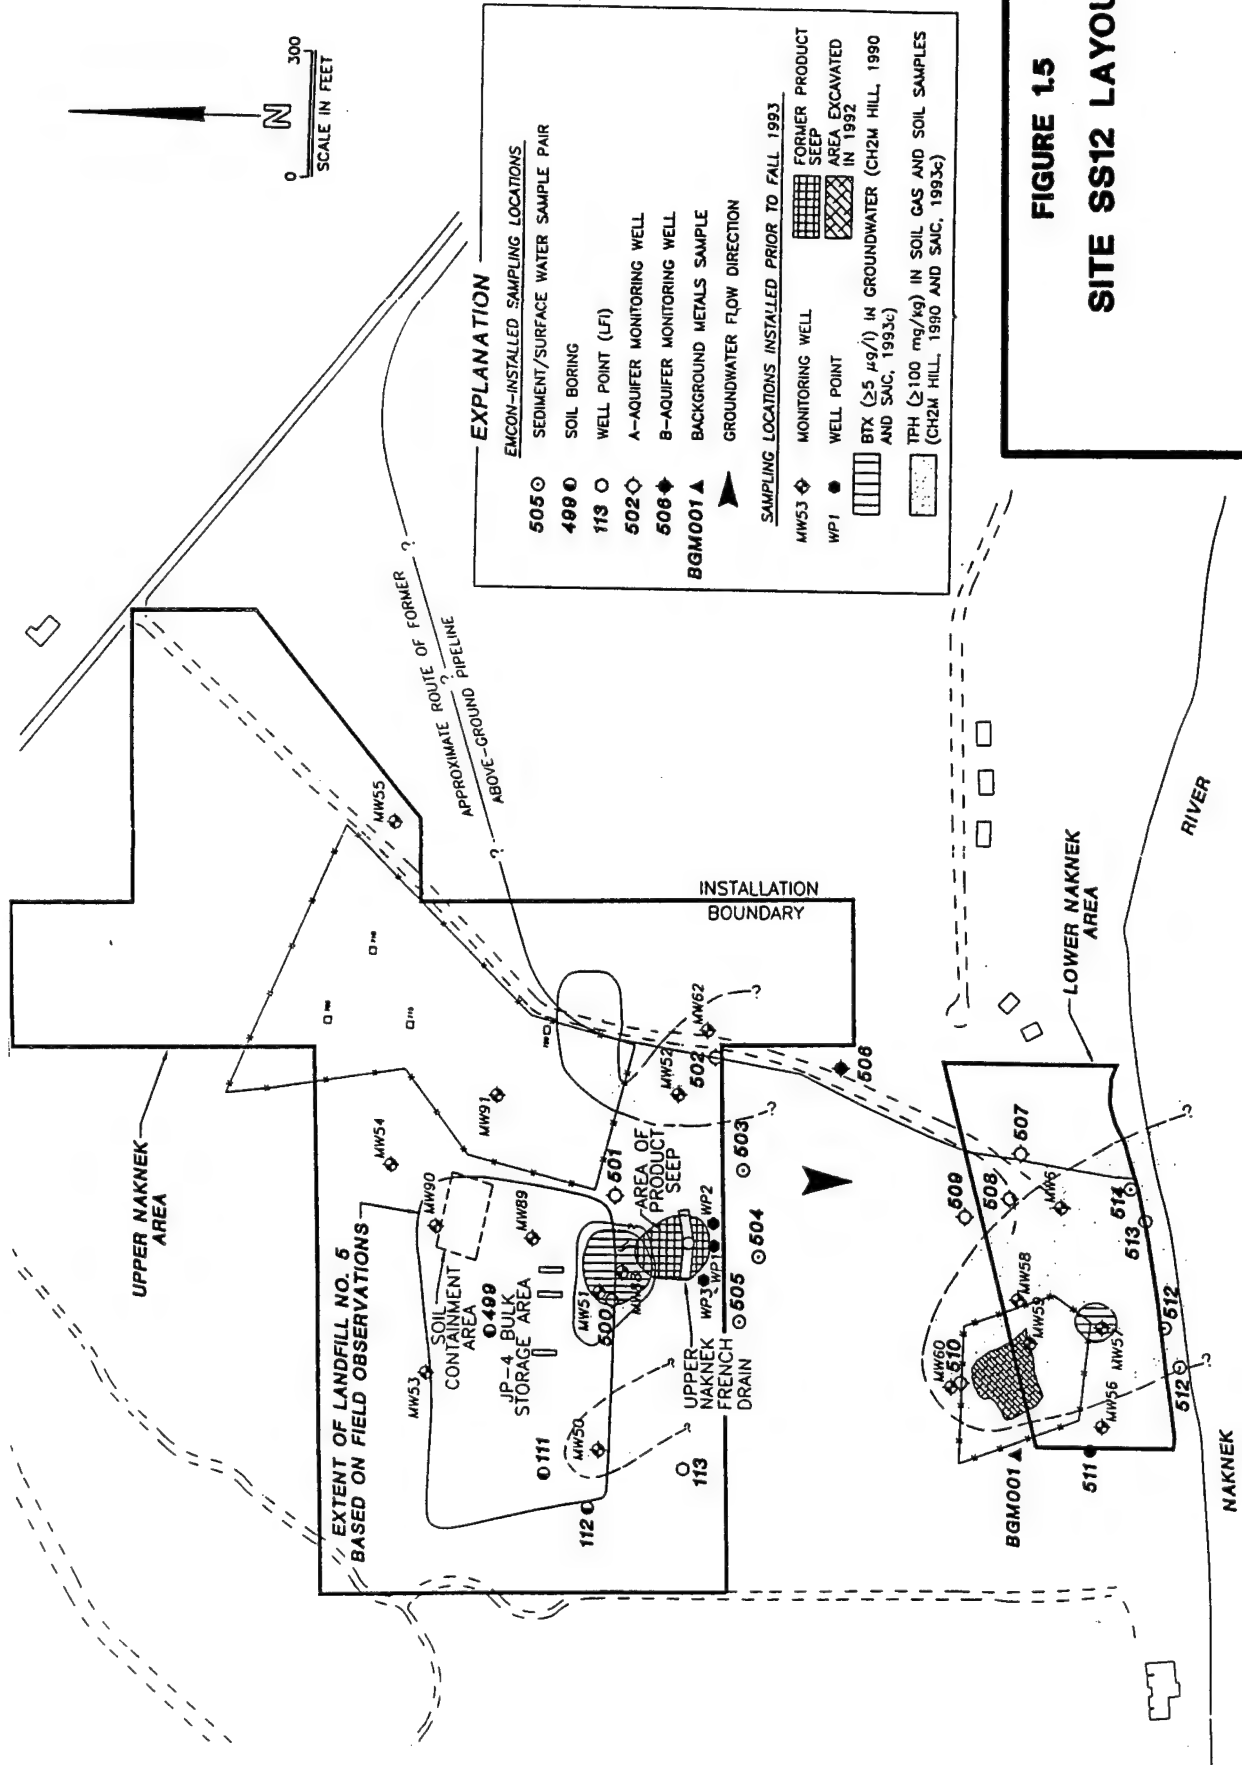 N
0
300
SCALE IN FEET
EXPLANATION
EMCON-INSTALLED SAMPLING LOCATIONS
505 SEDIMENT/SURFACE WATER SAMPLE PAIR
499 SOIL BORING
113 WELL POINT (LFI)
502 A-AQUIFER MONITORING WELL
506 B-AQUIFER MONITORING WELL
BGM001 BACKGROUND METALS SAMPLE
GROUNDWATER FLOW DIRECTION
SAMPLING LOCATIONS INSTALLED PRIOR TO FALL 1993
MW53 MONITORING WELL
WP1 WELL POINT
FORMER PRODUCT
SEEP
AREA EXCAVATED
IN 1992
BTX (≥5 µg/l) IN GROUNDWATER (CH2M HILL, 1990
AND SAIC, 1993c)
TPH (≥100 mg/kg) IN SOIL GAS AND SOIL SAMPLES
(CH2M HILL, 1990 AND SAIC, 1993c)
FIGURE 1.5
SITE SS12 LAYOU
UPPER NAKNEK
AREA
EXTENT OF LANDFILL NO. 5
BASED ON FIELD OBSERVATIONS
APPROXIMATE ROUTE OF FORMER
ABOVE-GROUND PIPELINE
?
?
?
INSTALLATION
BOUNDARY
MW55
MW54
MW91
MW90
MW89
MW53
SOIL
CONTAINMENT
AREA
499
JP-4 BULK
STORAGE AREA
111
112
113
MW50
MW51
500
501
AREA OF
PRODUCT
SEEP
MW52
502
MW62
?
?
?
?
WP2
WP1
WP3
503
504
505
UPPER
NAKNEK
FRENCH
DRAIN
506
LOWER NAKNEK
AREA
507
508
509
MW58
MW59
MW60
510
MW57
MW56
511
BGM001
512
512
513
514
?
?
NAKNEK
RIVER